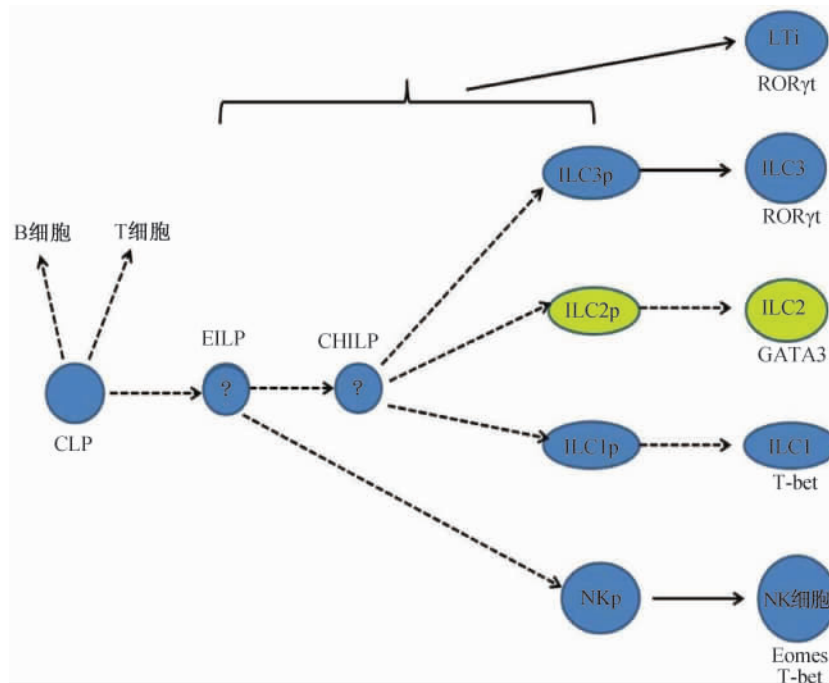 LTi
RORγt
ILC3p
ILC3
RORγt
B细胞
T细胞
ILC2p
ILC2
GATA3
EILP
CHILP
?
?
CLP
ILC1p
ILC1
T-bet
NKp
NK细胞
Eomes
T-bet